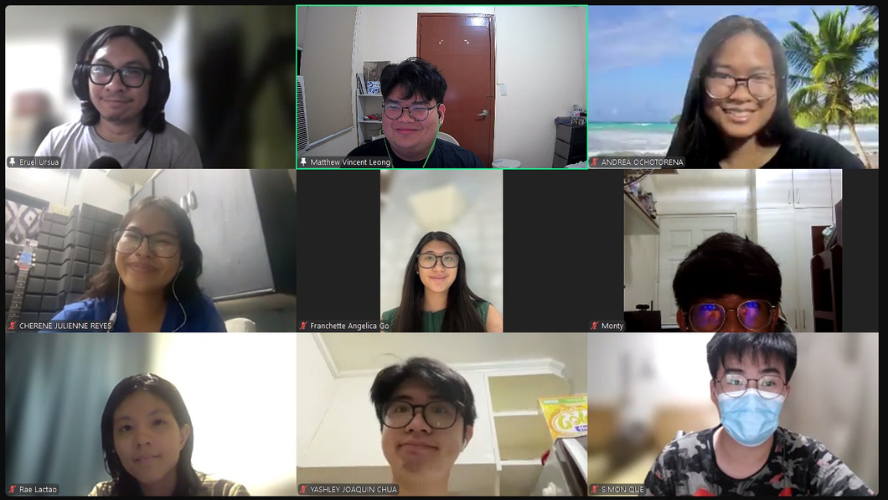 Eruel Ursua
Matthew Vincent Leong
ANDREA OCHOTORENA
CHERENE JULIENNE REYES
Franchette Angelica Go
Monty
Rae Lactao
YASHLEY JOAQUIN CHUA
SIMON QUE